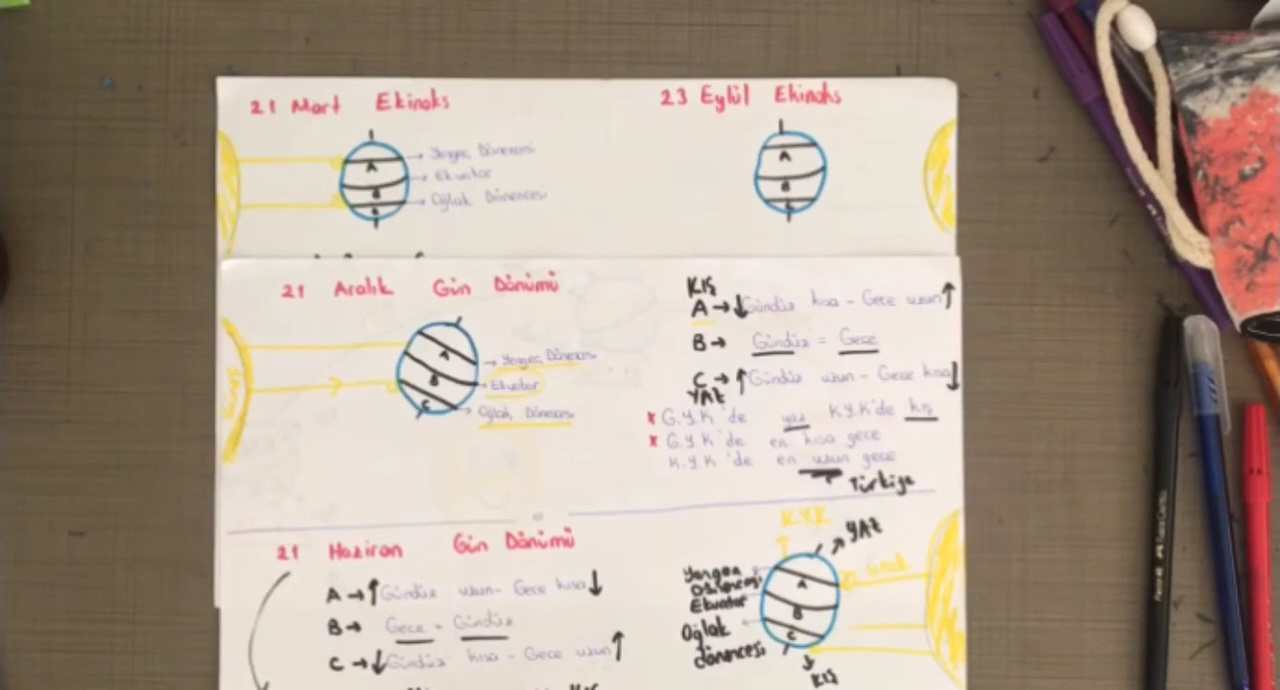 21 Mart Ekinoks
23 Eylül Ekinoks
A
B
C
Yengeç Dönencesi
Ekvator
Oğlak Dönencesi
A
B
C
21 Aralık Gün Dönümü
Güneş
A
B
C
Yengeç Dönencesi
Ekvator
Oğlak Dönencesi
KIŞ
A → ↓ Gündüz kısa - Gece uzun ↑
B → Gündüz = Gece
C → ↑ Gündüz uzun - Gece kısa ↓
YAZ
x G.Y.K'de yaz K.Y.K'de kış
x G.Y.K'de en kısa gece
K.Y.K'de en uzun gece
Türkiye
21 Haziran Gün Dönümü
A → ↑ Gündüz uzun - Gece kısa ↓
B → Gece = Gündüz
C → ↓ Gündüz kısa - Gece uzun ↑
K.Y.K
YAZ
Yengeç
Dönencesi
Ekvator
Oğlak
dönencesi
A
B
C
sıcak
KIŞ